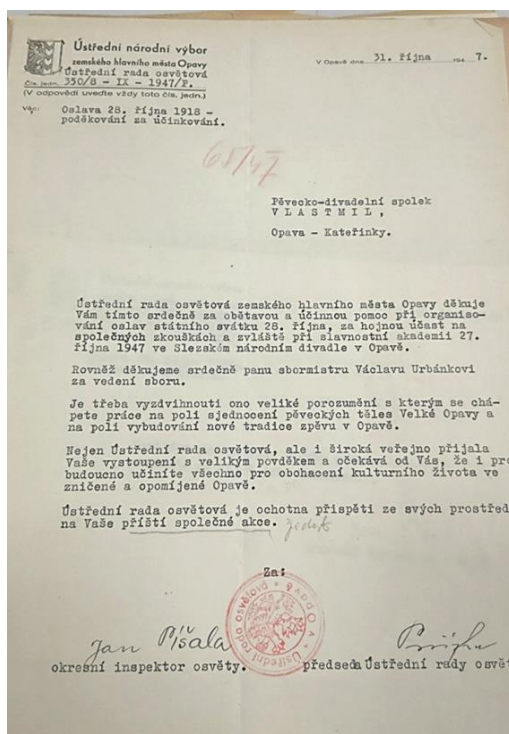 Ústřední národní výbor
zemského hlavního města Opavy
Ústřední rada osvětová
Čís. jedn. 350/8 - IX - 1947/P.
(V odpovědi uveďte vždy toto čís. jedn.)
V Opavě dne 31. října 194 7.
Věc: Oslava 28. října 1918 -
poděkování za účinkování.
68/47
Pěvecko-divadelní spolek
V L A S T M I L ,
Opava - Kateřinky.
Ústřední rada osvětová zemského hlavního města Opavy děkuje
Vám tímto srdečně za obětavou a účinnou pomoc při organiso-
vání oslav státního svátku 28. října, za hojnou účast na
společných zkouškách a zvláště při slavnostní akademii 27.
října 1947 ve Slezském národním divadle v Opavě.
Rovněž děkujeme srdečně panu sbormistru Václavu Urbánkovi
za vedení sboru.
Je třeba vyzdvihnouti ono veliké porozumění s kterým se chá-
pete práce na poli sjednocení pěveckých těles Velké Opavy a
na poli vybudování nové tradice zpěvu v Opavě.
Nejen Ústřední rada osvětová, ale i široká veřejno přijala
Vaše vystoupení s velikým povděkem a očekává od Vás, že i pro
budoucno učiníte všechno pro obohacení kulturního života ve
zničené a opomíjené Opavě.
Ústřední rada osvětová je ochotna přispěti ze svých prostřed
na Vaše příští společné akce.
Za:
Ústřední rada osvětová v Opavě
Jan Píšala
okresní inspektor osvěty.
předseda Ústřední rady osvět